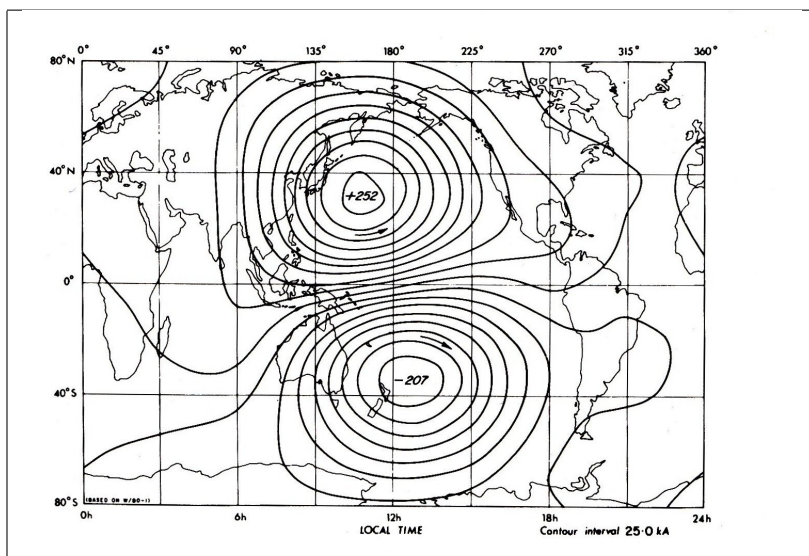 0° 45° 90° 135° 180° 225° 270° 315° 360°
80°N
40°N
+252
0°
-207
40°S
80°S
(BASED ON W/80-1)
0h 6h 12h 18h 24h
LOCAL TIME Contour interval 25·0 kA